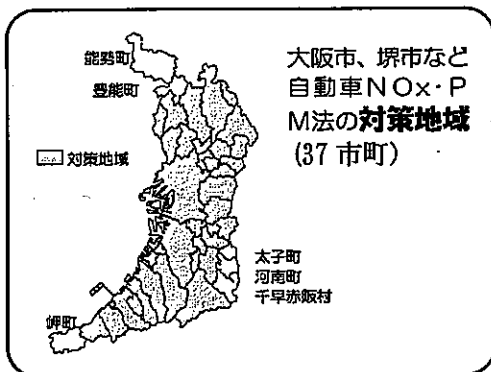 能勢町
豊能町
対策地域
大阪市、堺市など
自動車NOx・P
M法の対策地域
(37市町)
太子町
河南町
千早赤阪村
岬町